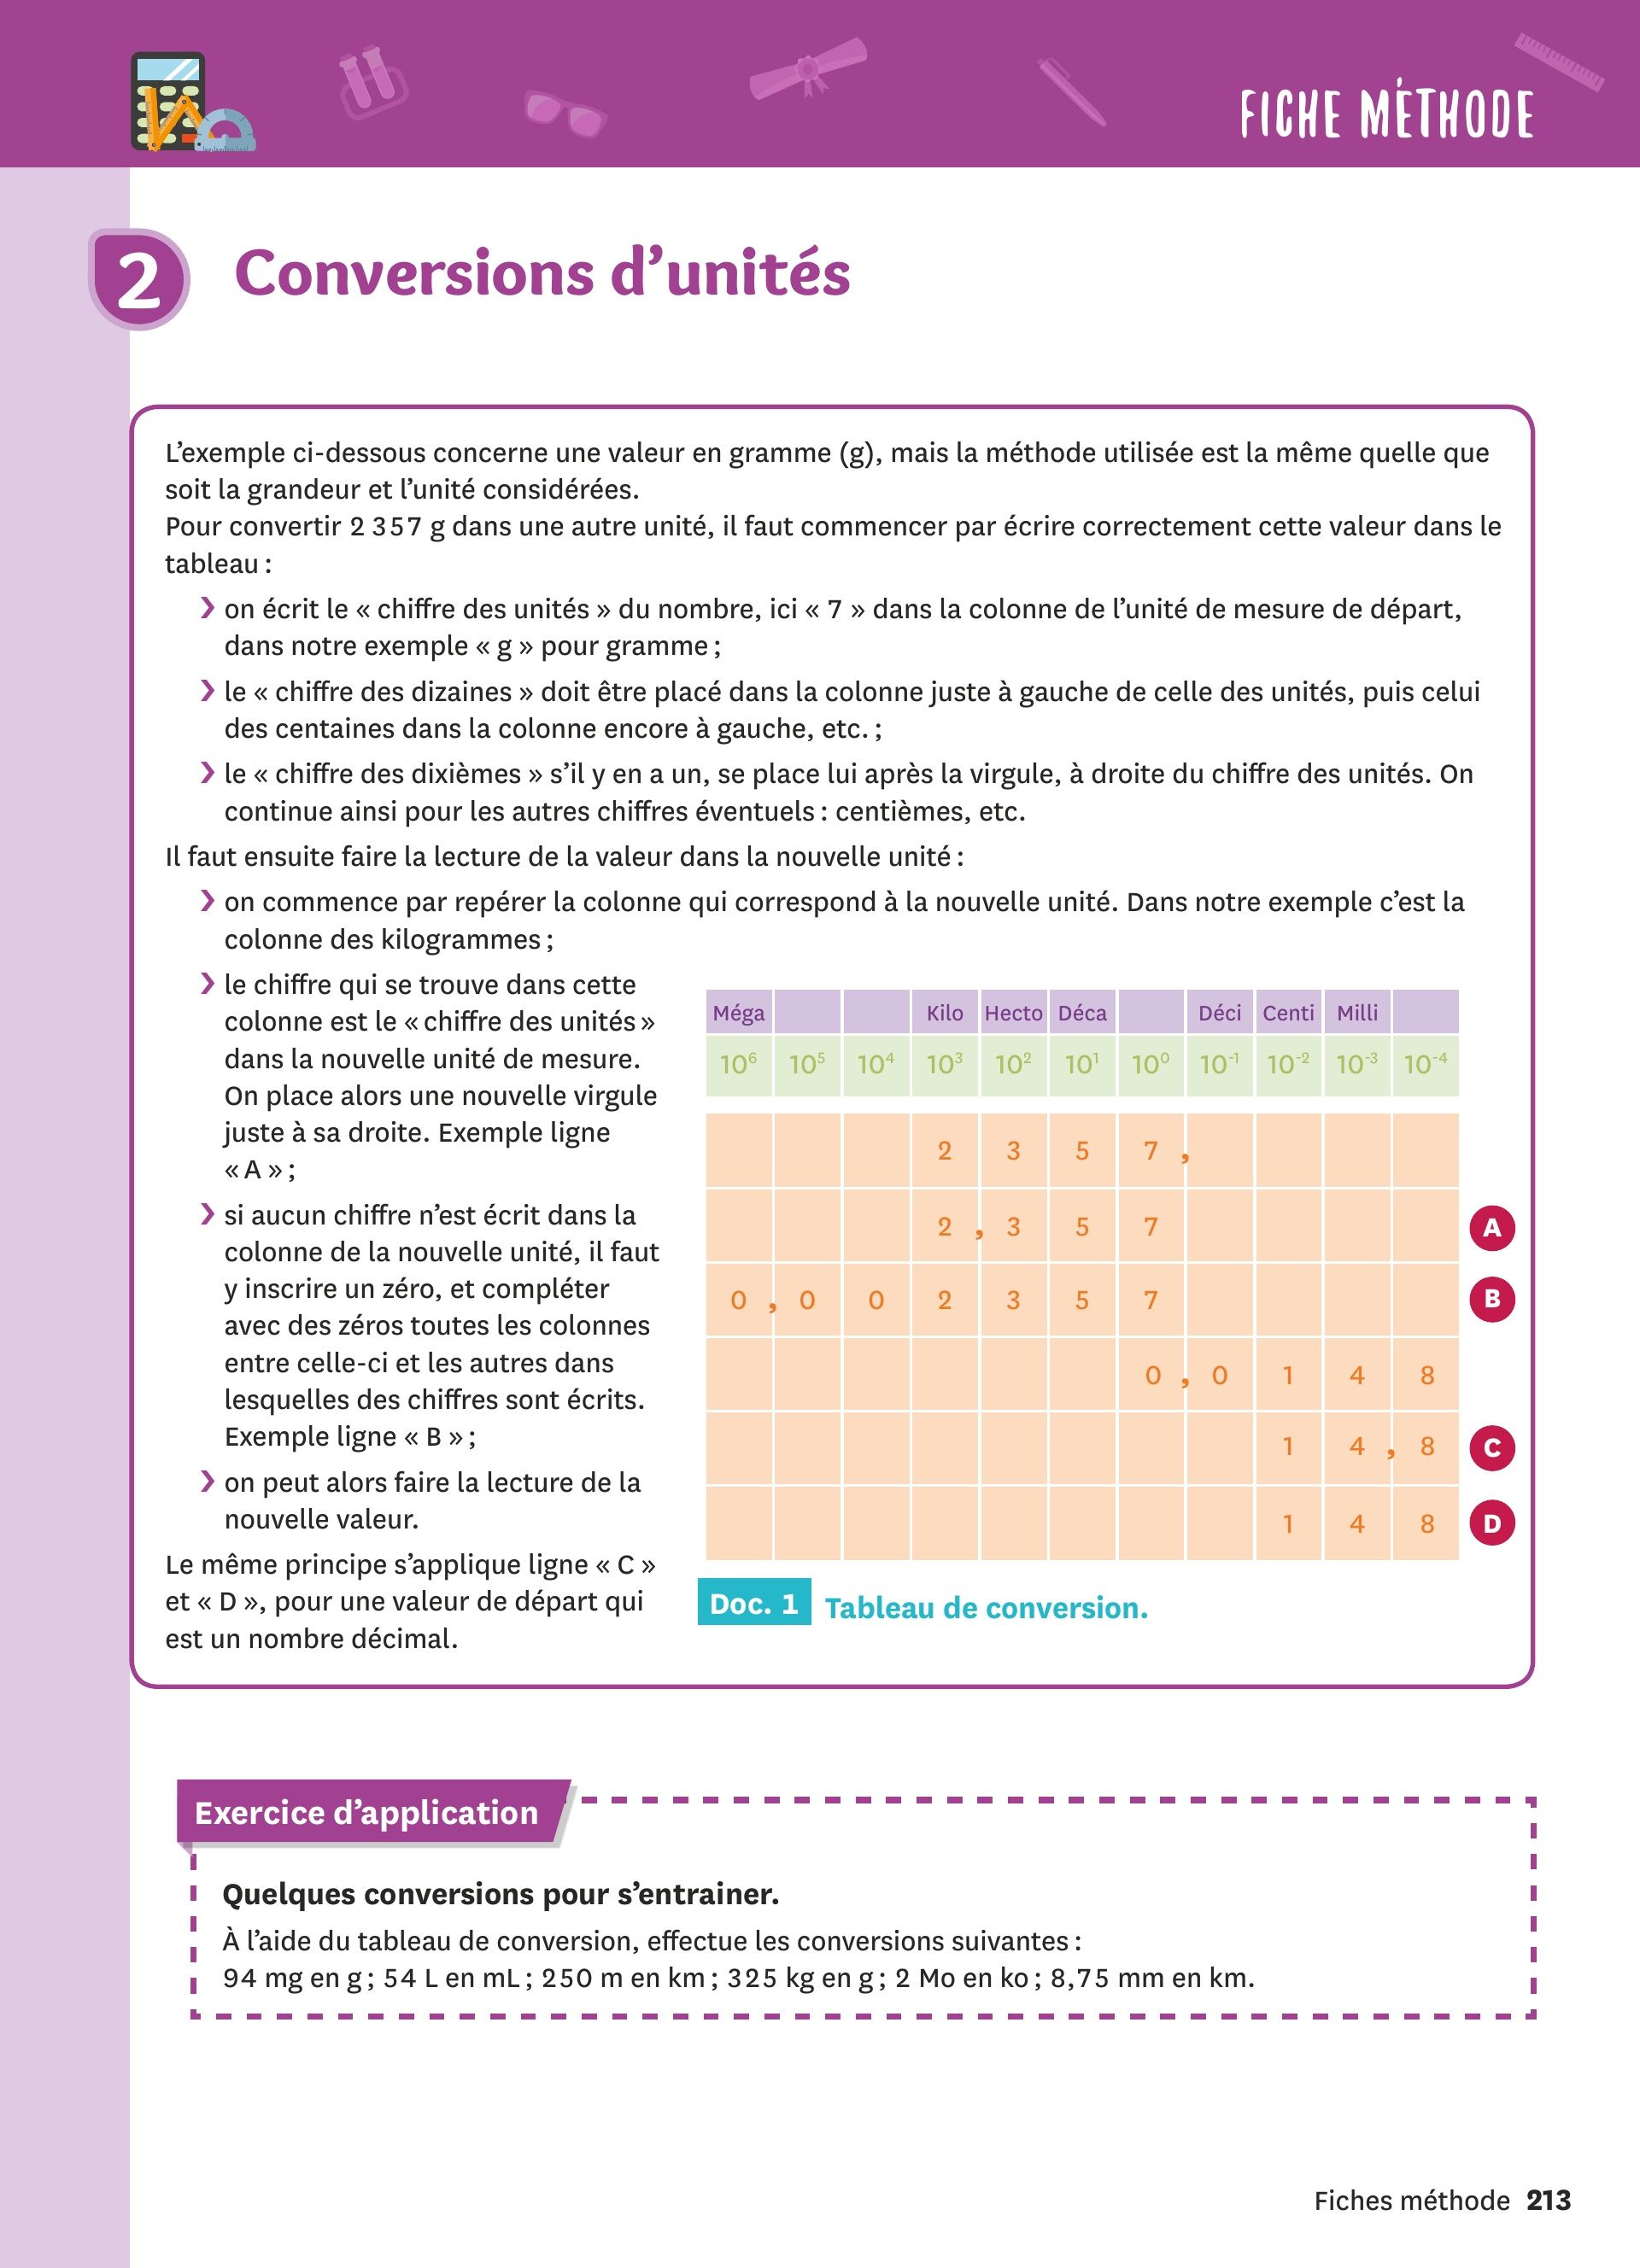 FICHE MÉTHODE
2 Conversions d’unités
L’exemple ci-dessous concerne une valeur en gramme (g), mais la méthode utilisée est la même quelle que
soit la grandeur et l’unité considérées.
Pour convertir 2 357 g dans une autre unité, il faut commencer par écrire correctement cette valeur dans le
tableau :
❯ on écrit le « chiffre des unités » du nombre, ici « 7 » dans la colonne de l’unité de mesure de départ,
dans notre exemple « g » pour gramme ;
❯ le « chiffre des dizaines » doit être placé dans la colonne juste à gauche de celle des unités, puis celui
des centaines dans la colonne encore à gauche, etc. ;
❯ le « chiffre des dixièmes » s’il y en a un, se place lui après la virgule, à droite du chiffre des unités. On
continue ainsi pour les autres chiffres éventuels : centièmes, etc.
Il faut ensuite faire la lecture de la valeur dans la nouvelle unité :
❯ on commence par repérer la colonne qui correspond à la nouvelle unité. Dans notre exemple c’est la
colonne des kilogrammes ;
❯ le chiffre qui se trouve dans cette
colonne est le « chiffre des unités »
dans la nouvelle unité de mesure.
On place alors une nouvelle virgule
juste à sa droite. Exemple ligne
« A » ;
❯ si aucun chiffre n’est écrit dans la
colonne de la nouvelle unité, il faut
y inscrire un zéro, et compléter
avec des zéros toutes les colonnes
entre celle-ci et les autres dans
lesquelles des chiffres sont écrits.
Exemple ligne « B » ;
❯ on peut alors faire la lecture de la
nouvelle valeur.
Le même principe s’applique ligne « C »
et « D », pour une valeur de départ qui
est un nombre décimal.
Méga Kilo Hecto Déca Déci Centi Milli
10⁶ 10⁵ 10⁴ 10³ 10² 10¹ 10⁰ 10⁻¹ 10⁻² 10⁻³ 10⁻⁴
2 3 5 7 ,
2 , 3 5 7 A
0 , 0 0 2 3 5 7 B
0 , 0 1 4 8
1 4 , 8 C
1 4 8 D
Doc. 1 Tableau de conversion.
Exercice d’application
Quelques conversions pour s’entrainer.
À l’aide du tableau de conversion, effectue les conversions suivantes :
94 mg en g ; 54 L en mL ; 250 m en km ; 325 kg en g ; 2 Mo en ko ; 8,75 mm en km.
Fiches méthode 213